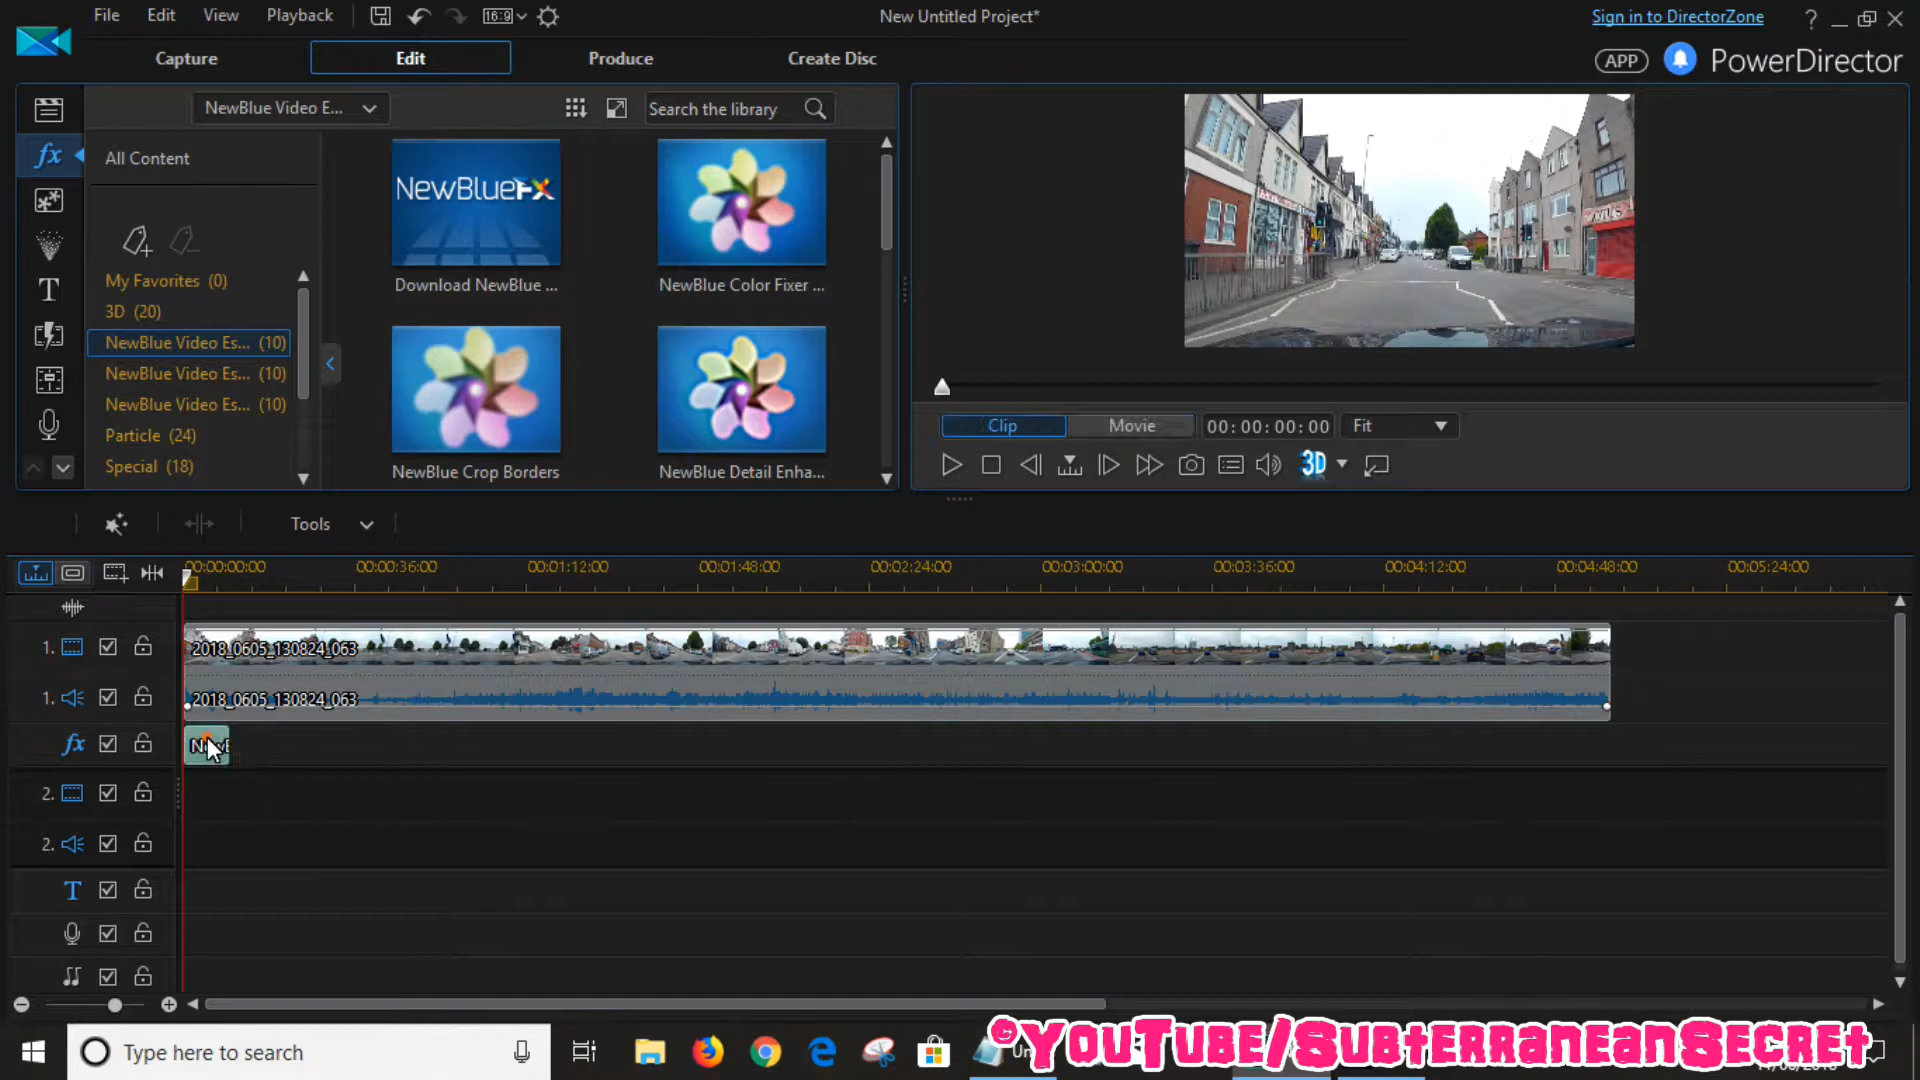 File Edit View Playback 16:9 New Untitled Project* Sign in to DirectorZone ?
Capture Edit Produce Create Disc APP PowerDirector
NewBlue Video E... Search the library
fx All Content NewBlueFX
My Favorites (0) Download NewBlue ... NewBlue Color Fixer ...
3D (20)
NewBlue Video Es... (10)
NewBlue Video Es... (10)
NewBlue Video Es... (10)
Particle (24)
Special (18) NewBlue Crop Borders NewBlue Detail Enha...
T
Clip Movie 00:00:00:00 Fit
3D
Tools
00:00:00:00 00:00:36:00 00:01:12:00 00:01:48:00 00:02:24:00 00:03:00:00 00:03:36:00 00:04:12:00 00:04:48:00 00:05:24:00
1. 2018_0605_130824_063
1. 2018_0605_130824_063
fx
2.
2.
T
Type here to search
©YouTube/SubterraneanSecret